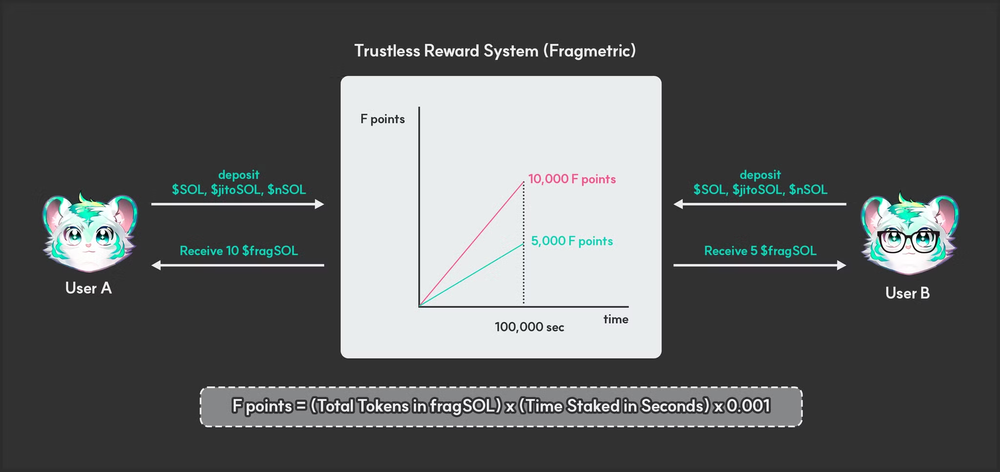 Trustless Reward System (Fragmetric)
F points
10,000 F points
5,000 F points
100,000 sec
time
deposit
$SOL, $jitoSOL, $nSOL
Receive 10 $fragSOL
User A
deposit
$SOL, $jitoSOL, $nSOL
Receive 5 $fragSOL
User B
F points = (Total Tokens in fragSOL) x (Time Staked in Seconds) x 0.001